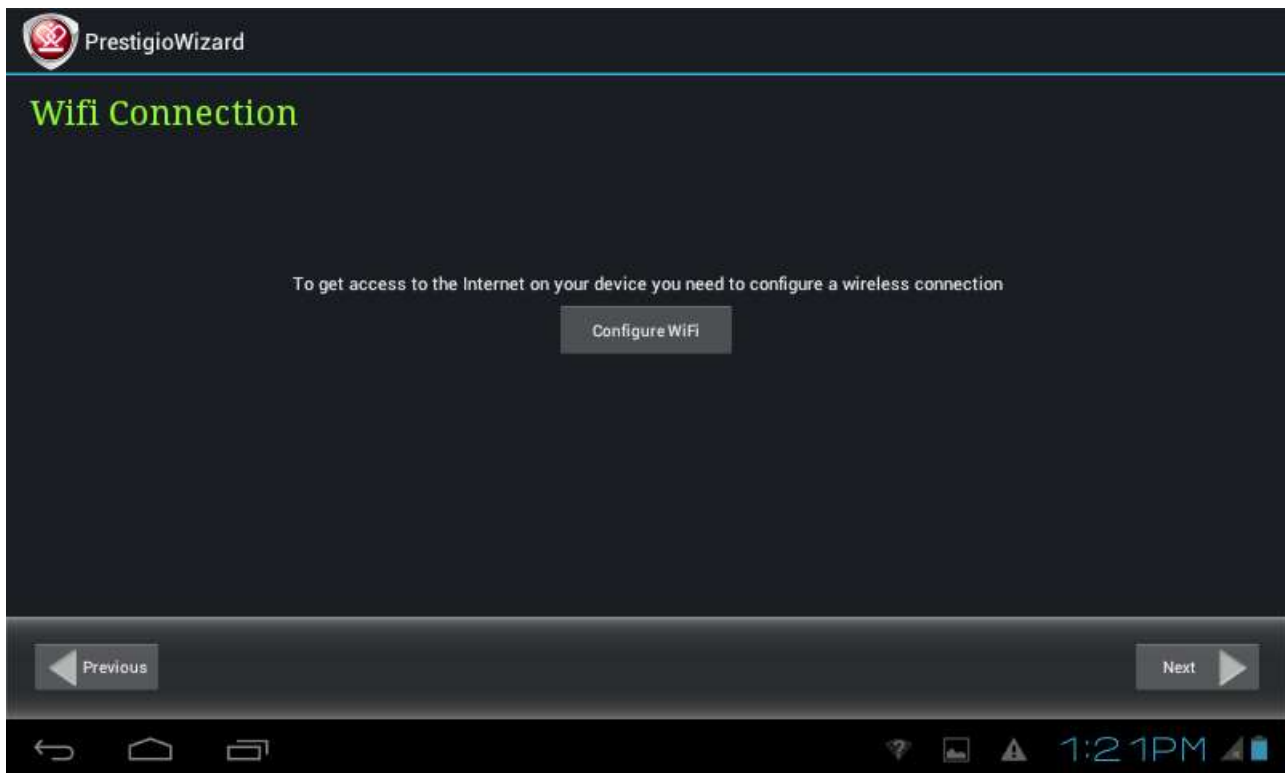 PrestigioWizard
Wifi Connection
To get access to the Internet on your device you need to configure a wireless connection
Configure WiFi
Previous
Next
1:21PM